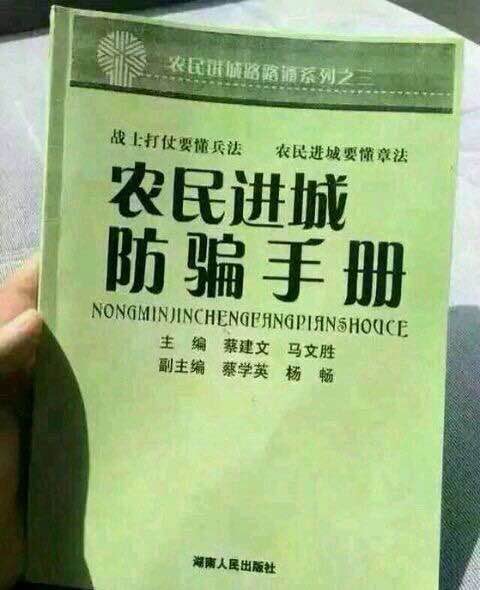 农民进城路路通系列之三
战士打仗要懂兵法　农民进城要懂章法
农民进城
防骗手册
NONGMINJINCHENGFANGPIANSHOUCE
主 编 蔡建文 马文胜
副主编 蔡学英 杨 畅
湖南人民出版社